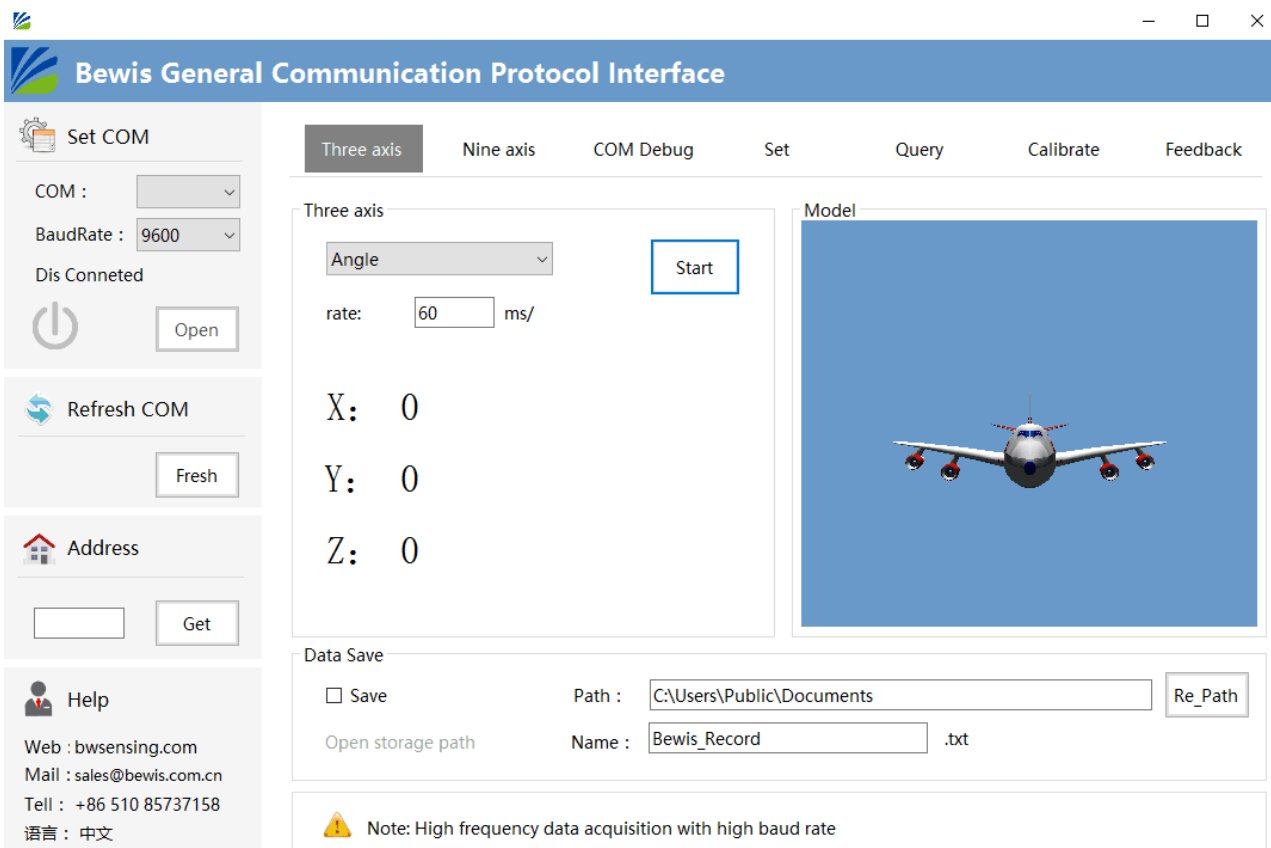 Bewis General Communication Protocol Interface
Set COM
COM :
BaudRate : 9600
Dis Conneted
Open
Refresh COM
Fresh
Address
Get
Help
Web : bwsensing.com
Mail : sales@bewis.com.cn
Tell : +86 510 85737158
语言： 中文
Three axis Nine axis COM Debug Set Query Calibrate Feedback
Three axis
Angle
Start
rate: 60 ms/
X: 0
Y: 0
Z: 0
Model
Data Save
Save
Path : C:\Users\Public\Documents Re_Path
Open storage path
Name : Bewis_Record .txt
Note: High frequency data acquisition with high baud rate